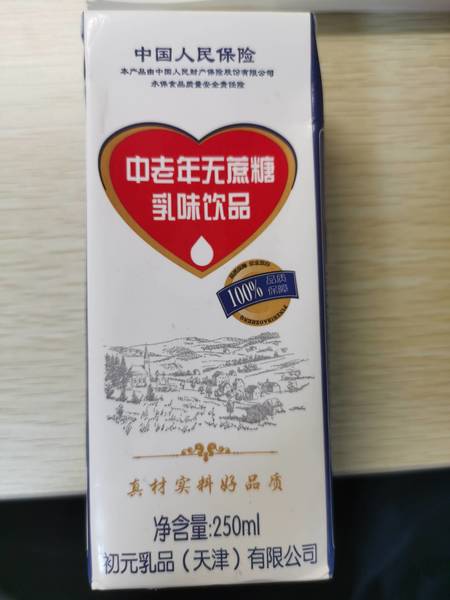 中国人民保险
本产品由中国人民财产保险股份有限公司
承保食品质量安全责任险
中老年无蔗糖
乳味饮品
100%
品质
保障
真材实料好品质
净含量:250ml
初元乳品（天津）有限公司